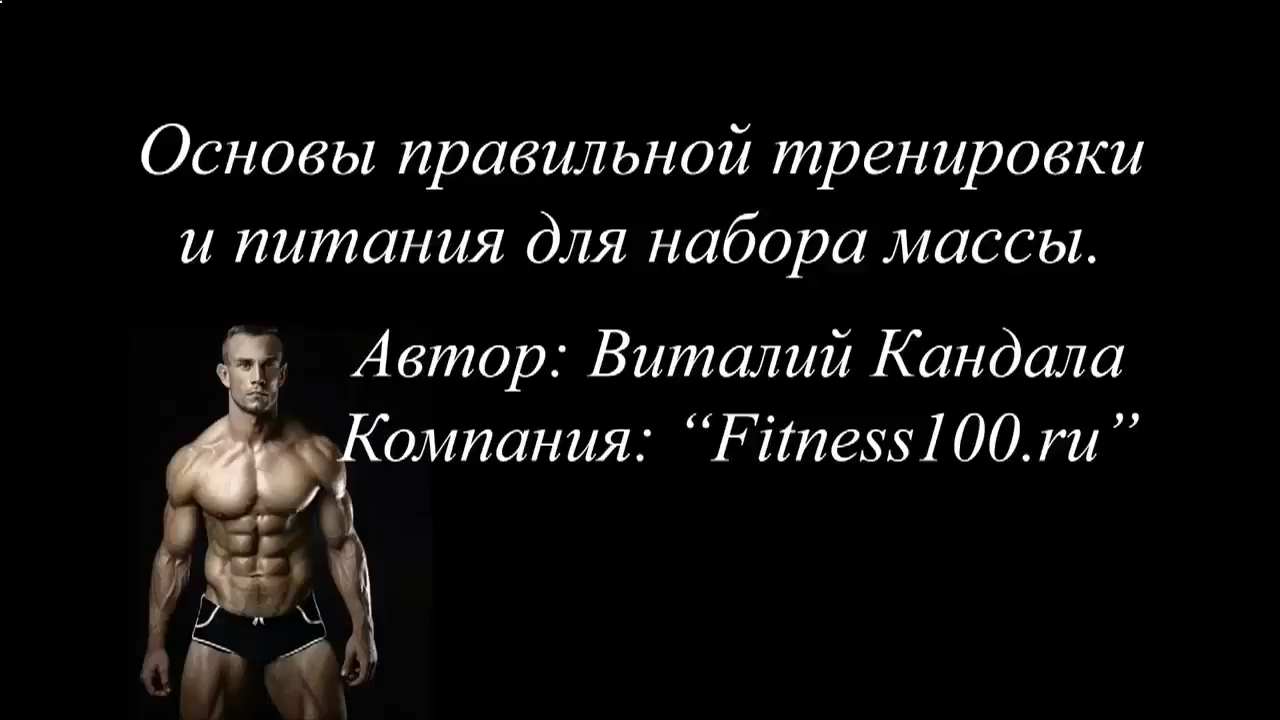 Основы правильной тренировки
и питания для набора массы.
Автор: Виталий Кандала
Компания: “Fitness100.ru”